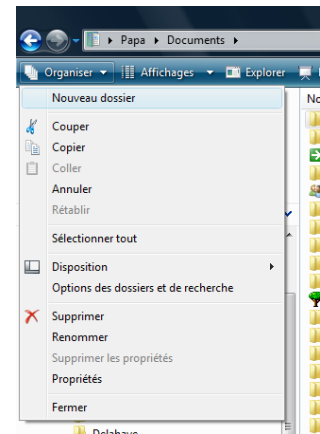 Papa Documents
Organiser Affichages Explorer
Nouveau dossier
Couper
Copier
Coller
Annuler
Rétablir
Sélectionner tout
Disposition
Options des dossiers et de recherche
Supprimer
Renommer
Supprimer les propriétés
Propriétés
Fermer